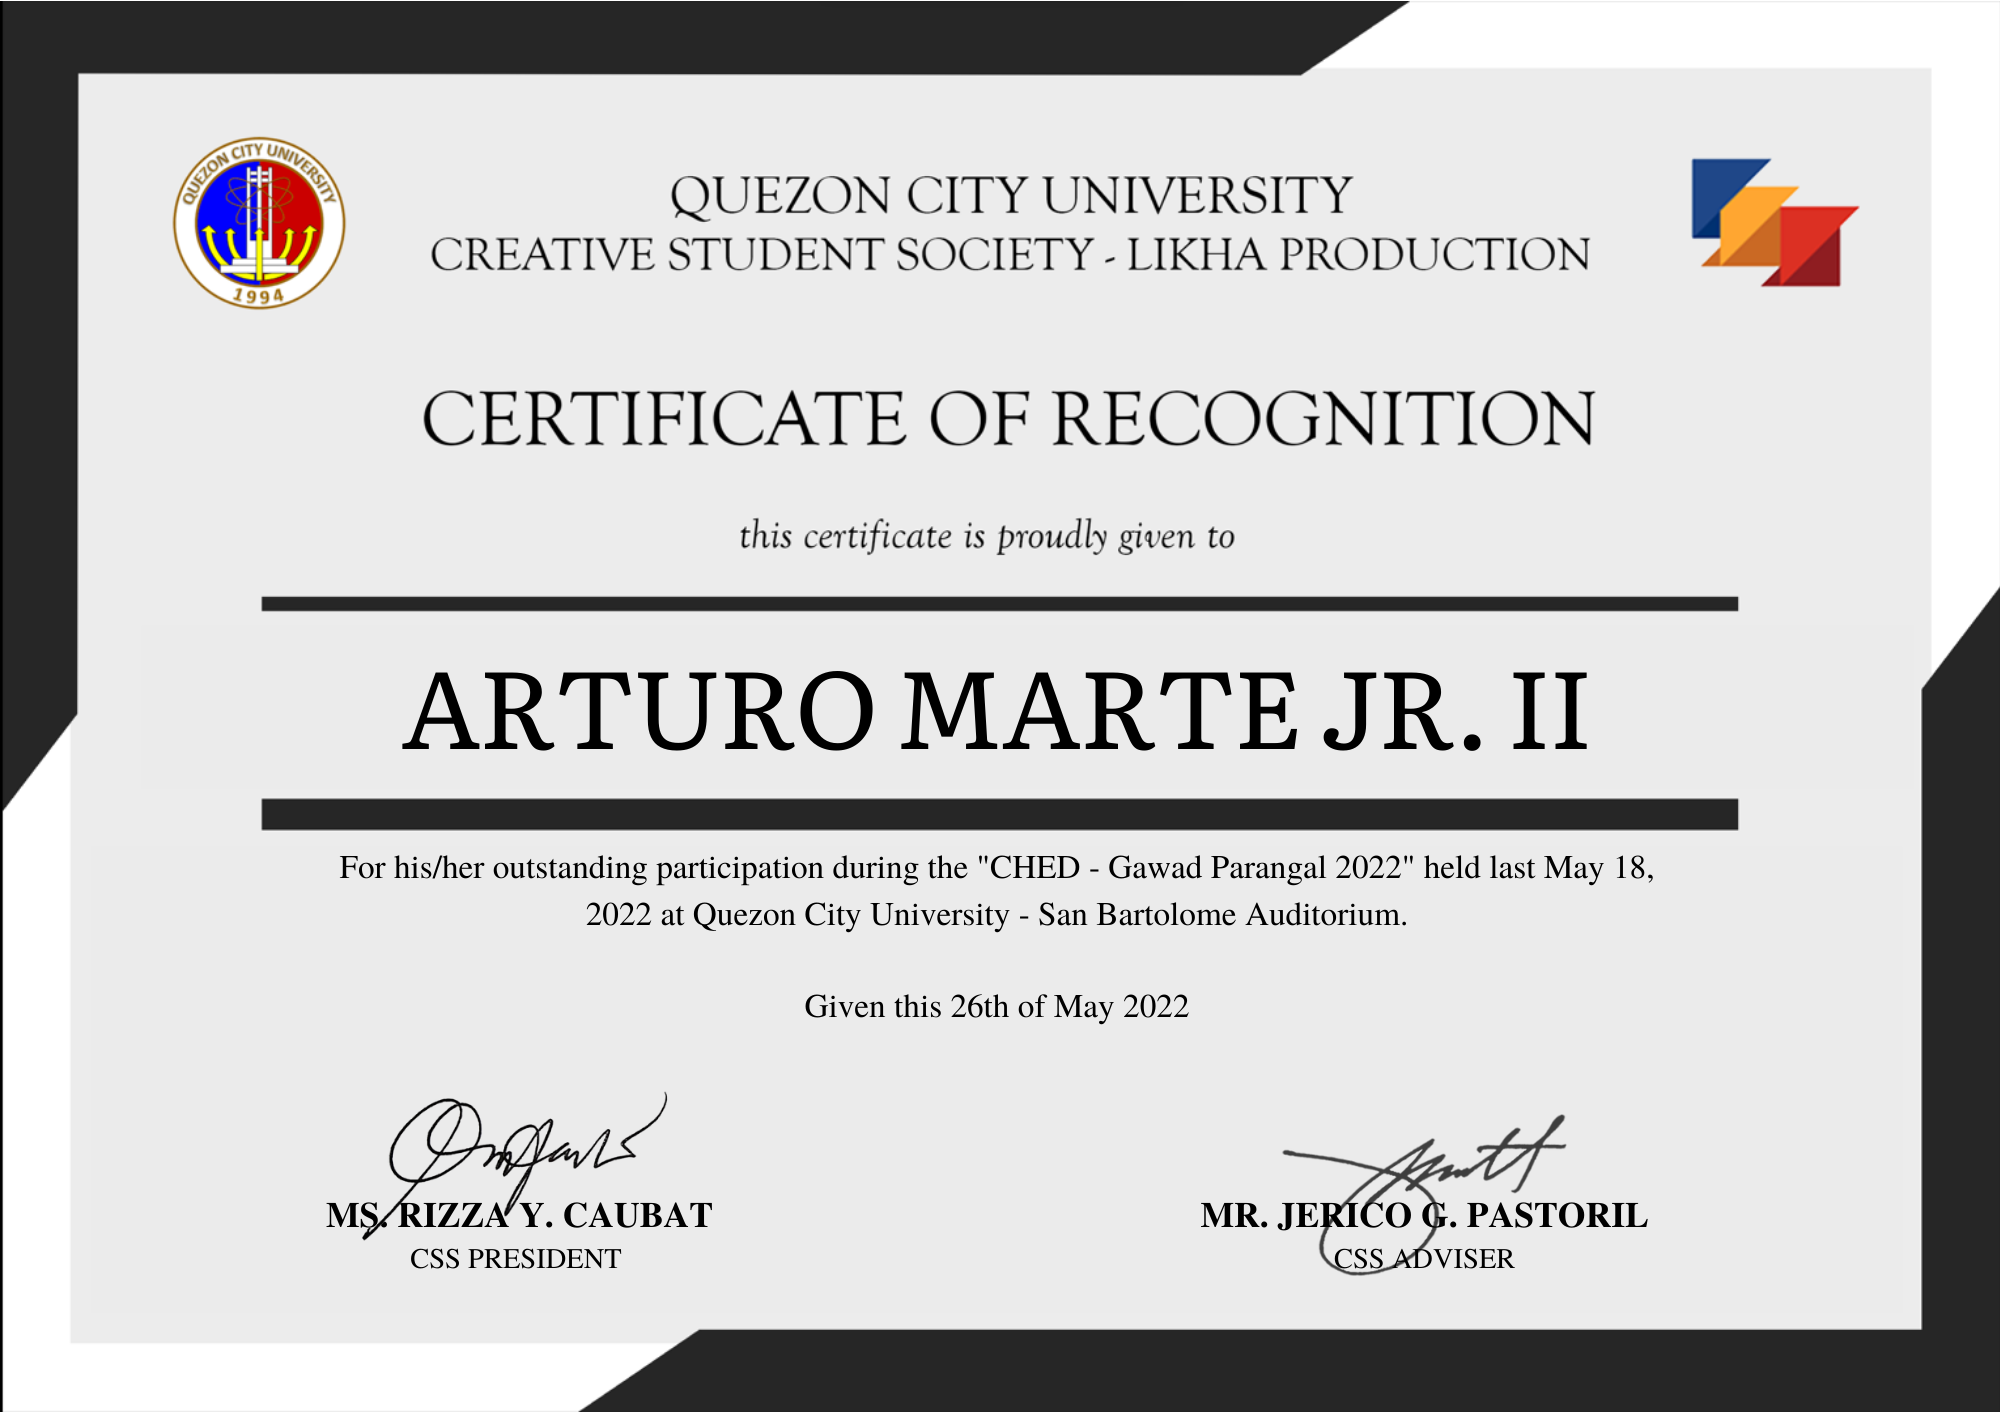 QUEZON CITY UNIVERSITY
1994
QUEZON CITY UNIVERSITY
CREATIVE STUDENT SOCIETY - LIKHA PRODUCTION
CERTIFICATE OF RECOGNITION
this certificate is proudly given to
ARTURO MARTE JR. II
For his/her outstanding participation during the "CHED - Gawad Parangal 2022" held last May 18,
2022 at Quezon City University - San Bartolome Auditorium.
Given this 26th of May 2022
MS. RIZZA Y. CAUBAT
CSS PRESIDENT
MR. JERICO G. PASTORIL
CSS ADVISER